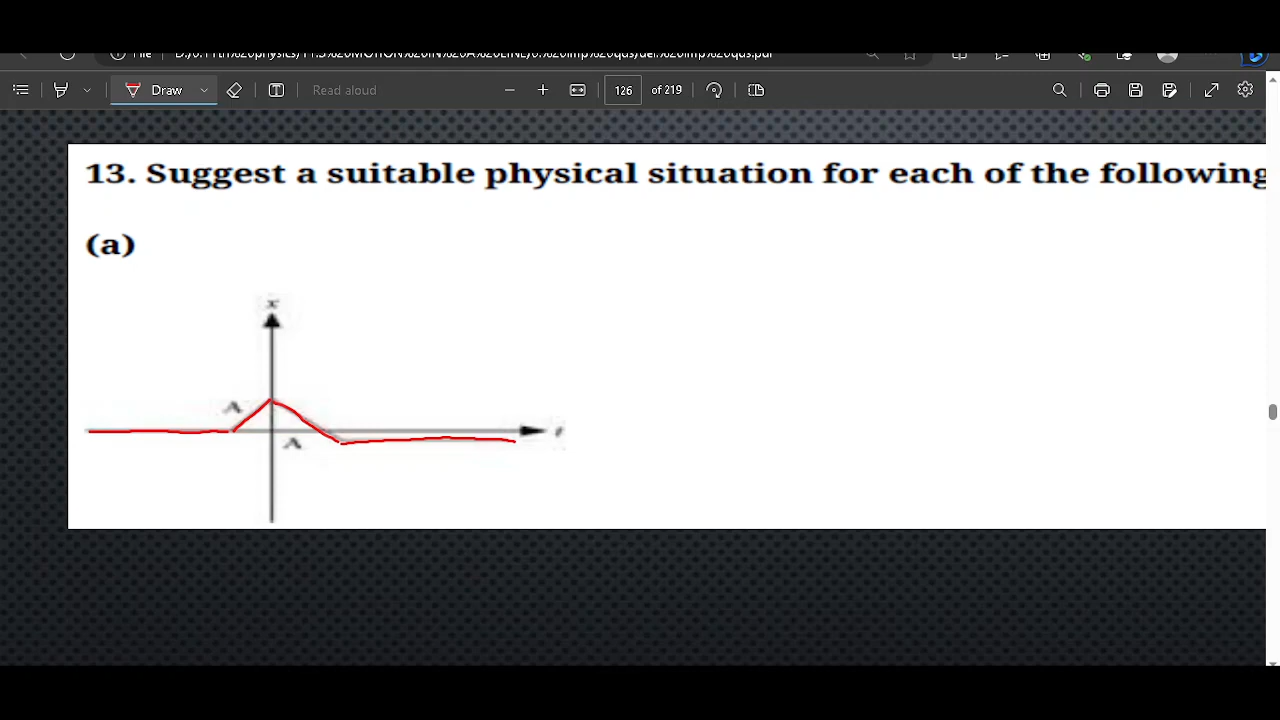 Draw
Read aloud
126 of 219
13. Suggest a suitable physical situation for each of the following
(a)
x
A
t
A